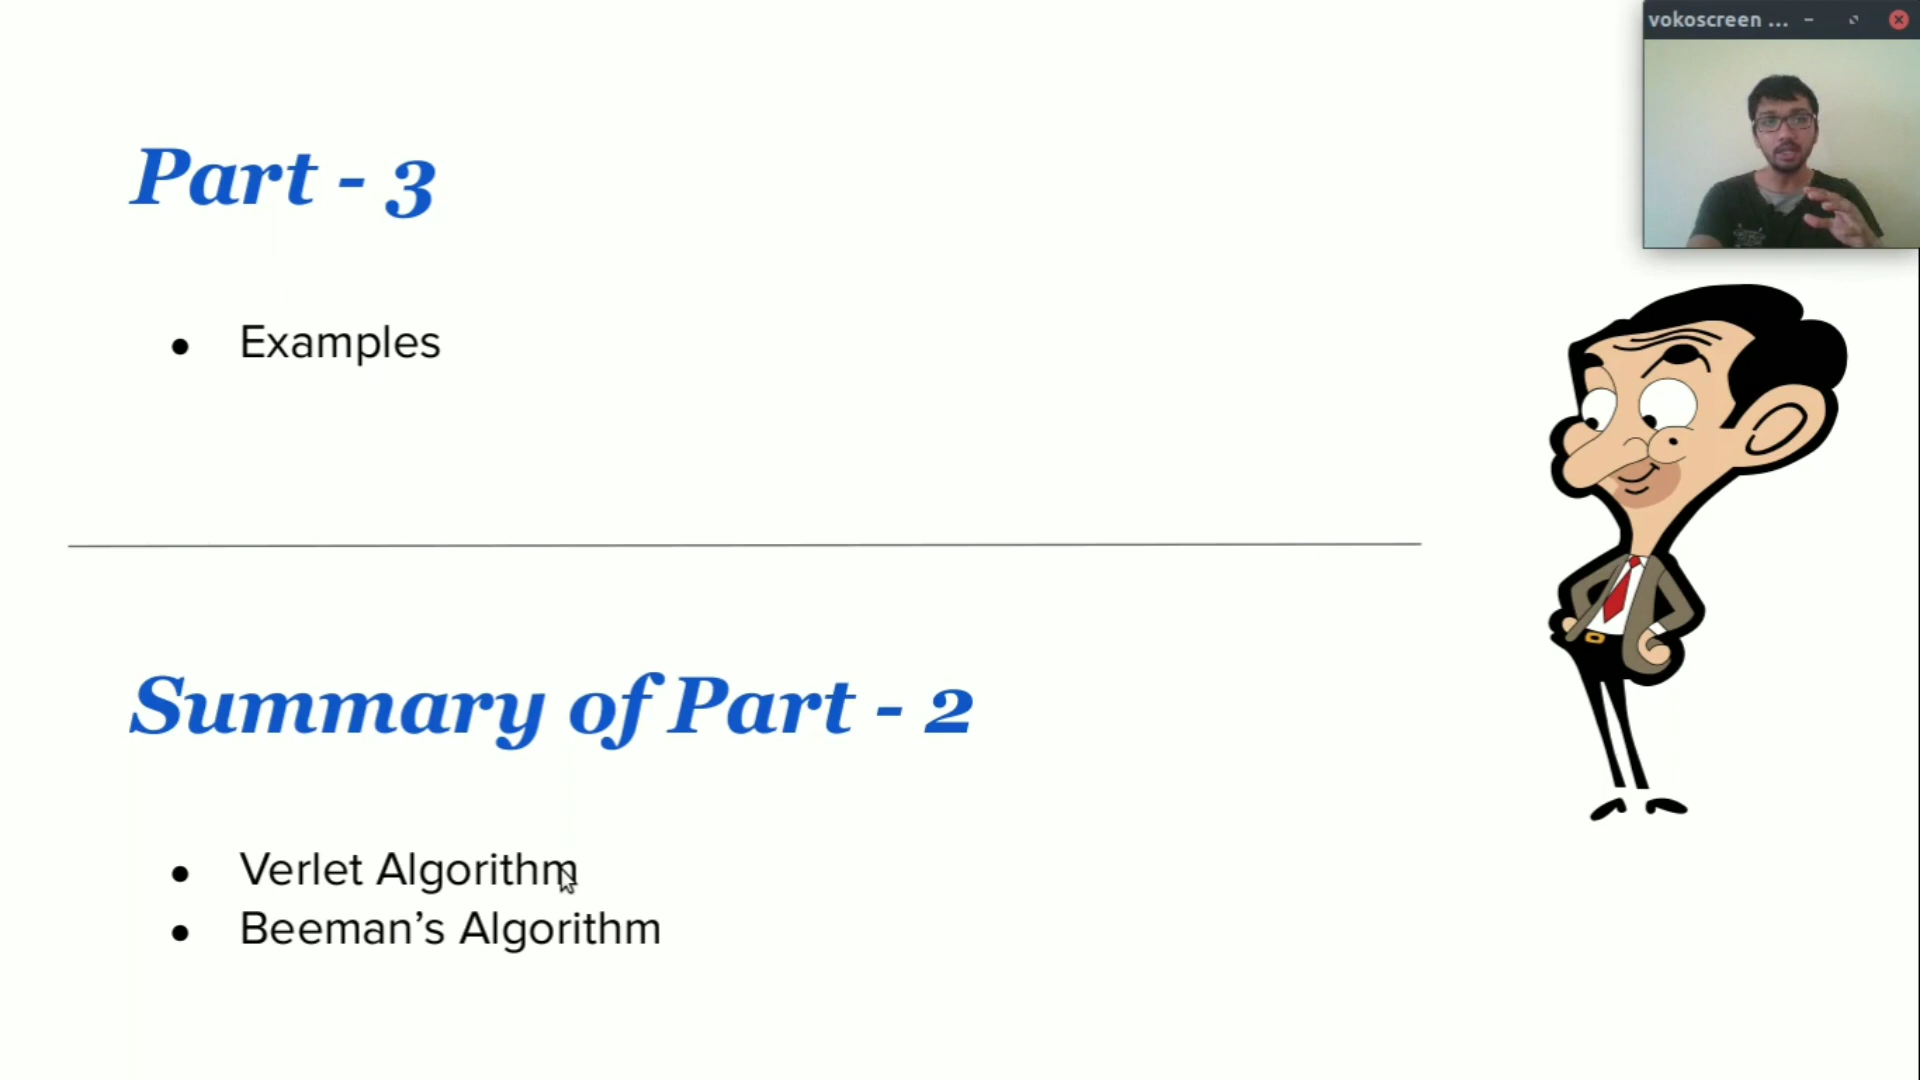 vokoscreen ...
Part - 3
● Examples
Summary of Part - 2
● Verlet Algorithm
● Beeman’s Algorithm